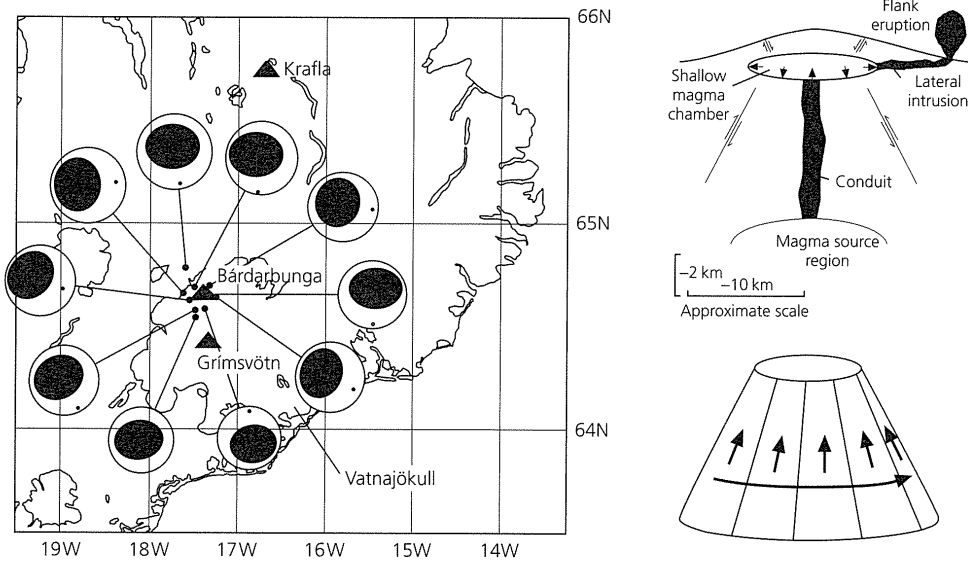 66N
Krafla
65N
Bárdarbunga
Grímsvötn
64N
Vatnajökull
19W
18W
17W
16W
15W
14W
Flank
eruption
Shallow
magma
chamber
Lateral
intrusion
Conduit
Magma source
region
–2 km
–10 km
Approximate scale